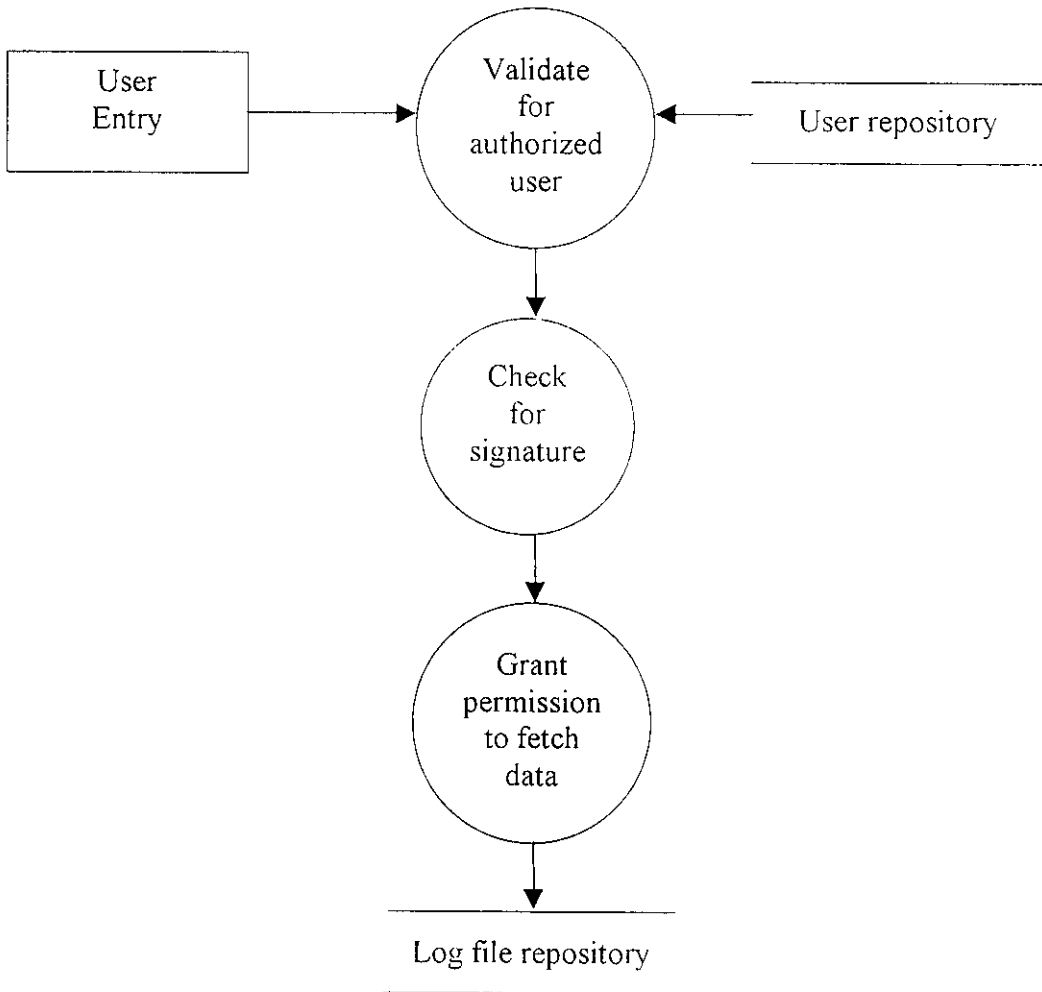 User
Entry
Validate
for
authorized
user
User repository
Check
for
signature
Grant
permission
to fetch
data
Log file repository